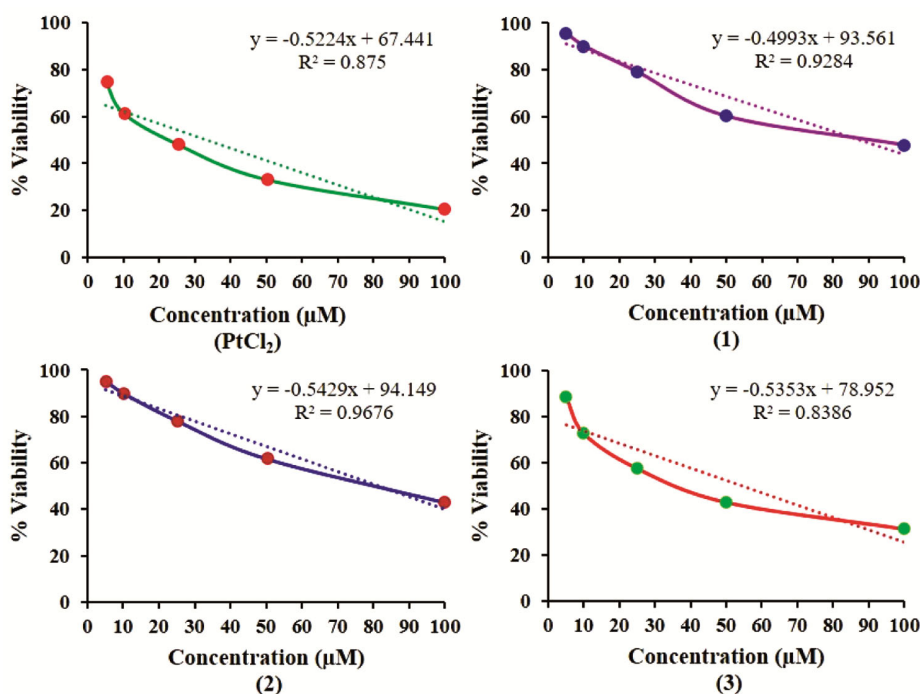 100
80
60
40
20
0
% Viability
y = -0.5224x + 67.441
R² = 0.875
0 10 20 30 40 50 60 70 80 90 100
Concentration (µM)
(PtCl₂)
100
80
60
40
20
0
% Viability
y = -0.4993x + 93.561
R² = 0.9284
0 10 20 30 40 50 60 70 80 90 100
Concentration (µM)
(1)
100
80
60
40
20
0
% Viability
y = -0.5429x + 94.149
R² = 0.9676
0 10 20 30 40 50 60 70 80 90 100
Concentration (µM)
(2)
100
80
60
40
20
0
% Viability
y = -0.5353x + 78.952
R² = 0.8386
0 10 20 30 40 50 60 70 80 90 100
Concentration (µM)
(3)